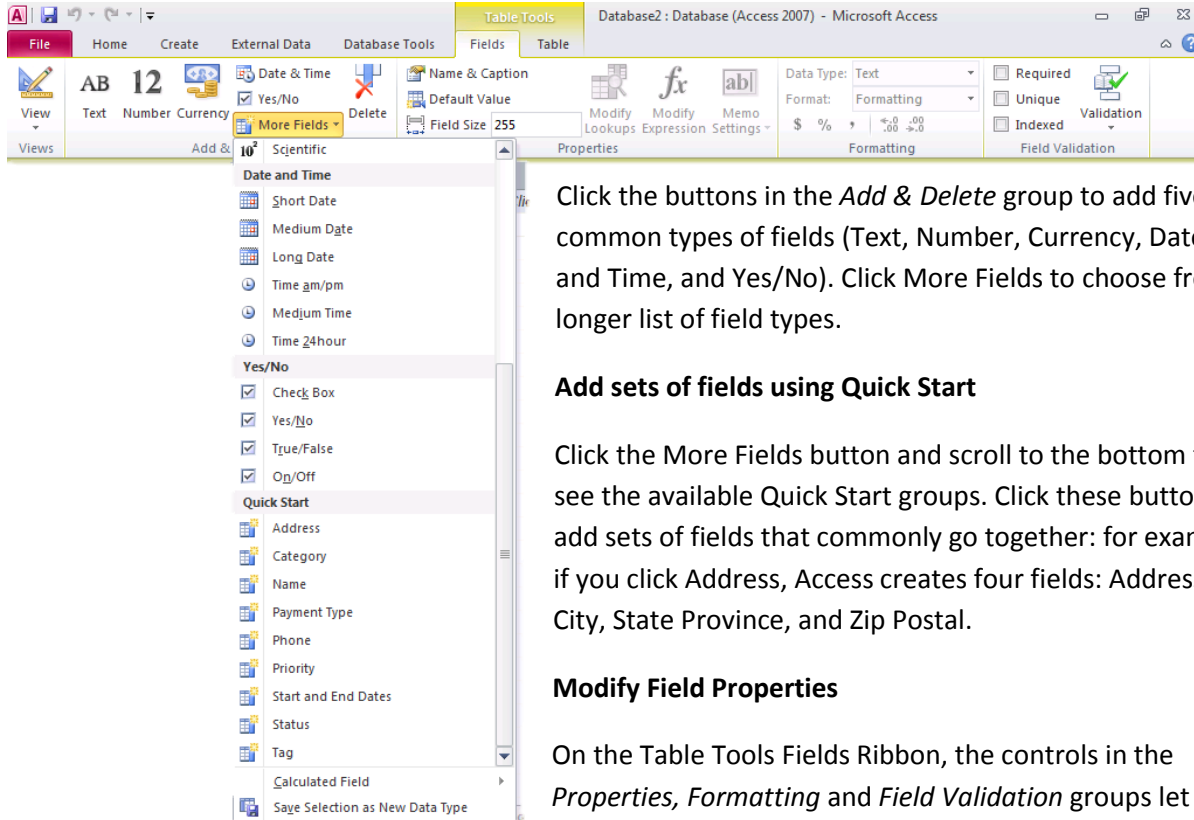 Table Tools Database2 : Database (Access 2007) - Microsoft Access
File Home Create External Data Database Tools Fields Table
View
Views
AB Text
12 Number
Currency
Date & Time
Yes/No
More Fields
Delete
Add &
Name & Caption
Default Value
Field Size 255
Modify Lookups
fx Modify Expression
ab| Memo Settings
Properties
Data Type: Text
Format: Formatting
$ % , .0 .00 .00 .0
Formatting
Required
Unique
Indexed
Validation
Field Validation
10² Scientific
Date and Time
Short Date
Medium Date
Long Date
Time am/pm
Medium Time
Time 24hour
Yes/No
Check Box
Yes/No
True/False
On/Off
Quick Start
Address
Category
Name
Payment Type
Phone
Priority
Start and End Dates
Status
Tag
Calculated Field
Save Selection as New Data Type
Click the buttons in the Add & Delete group to add five
common types of fields (Text, Number, Currency, Date
and Time, and Yes/No). Click More Fields to choose fr
longer list of field types.
Add sets of fields using Quick Start
Click the More Fields button and scroll to the bottom
see the available Quick Start groups. Click these butto
add sets of fields that commonly go together: for exam
if you click Address, Access creates four fields: Addres
City, State Province, and Zip Postal.
Modify Field Properties
On the Table Tools Fields Ribbon, the controls in the
Properties, Formatting and Field Validation groups let